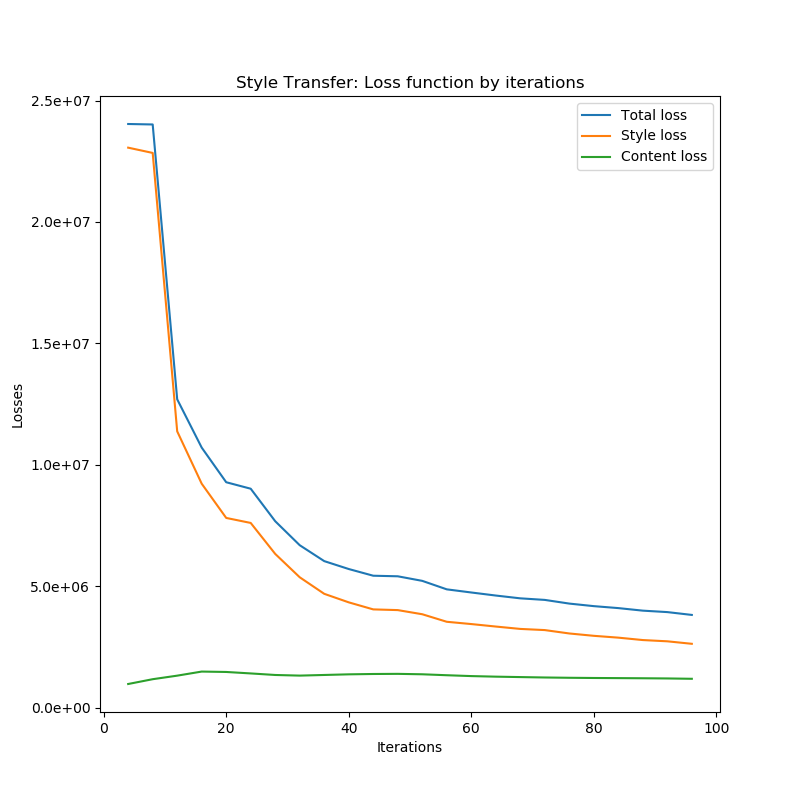 Style Transfer: Loss function by iterations
2.5e+07
2.0e+07
1.5e+07
1.0e+07
5.0e+06
0.0e+00
Losses
Total loss
Style loss
Content loss
0 20 40 60 80 100
Iterations